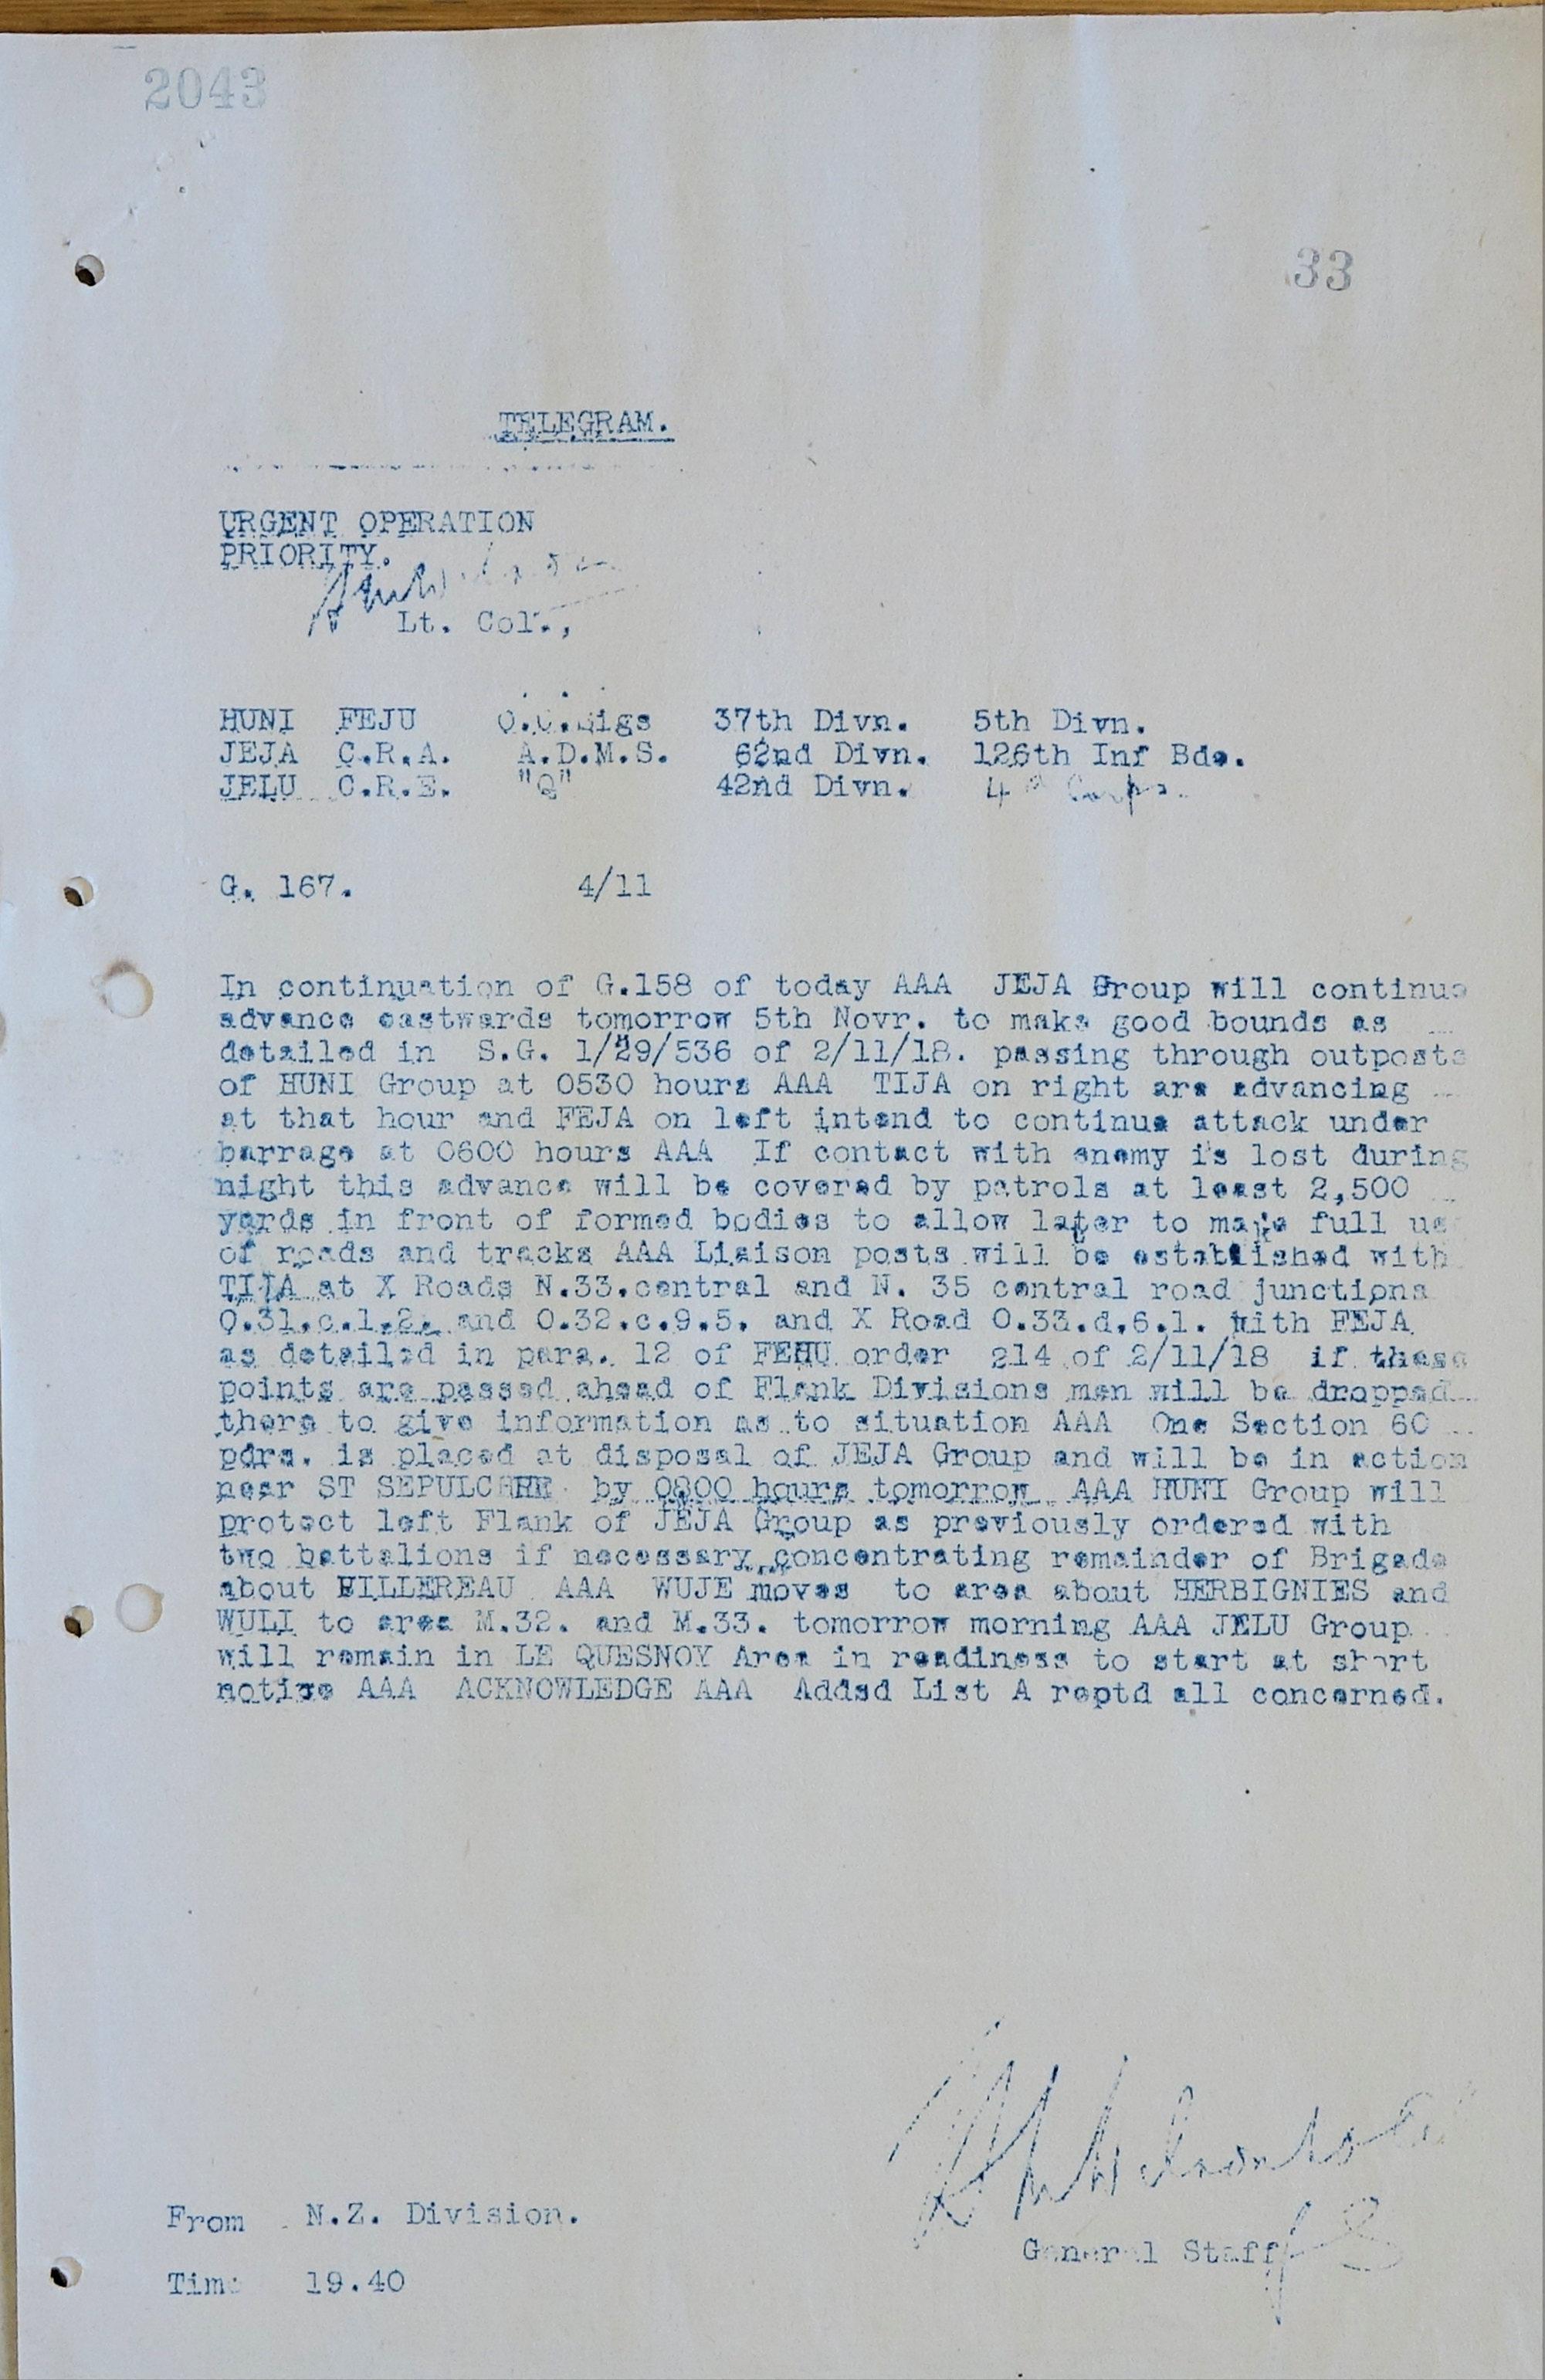 2043
33
TELEGRAM.
URGENT OPERATION
PRIORITY.
Lt. Col.,
HUNI FEJU O.C.Sigs 37th Divn. 5th Divn.
JEJA C.R.A. A.D.M.S. 62nd Divn. 126th Inf Bde.
JELU C.R.E. "Q" 42nd Divn. 4th Corps.
G. 167. 4/11
In continuation of G.158 of today AAA JEJA Group will continue
advance eastwards tomorrow 5th Novr. to make good bounds as
detailed in S.G. 1/29/536 of 2/11/18. passing through outposts
of HUNI Group at 0530 hours AAA TIJA on right are advancing
at that hour and FEJA on left intend to continue attack under
barrage at 0600 hours AAA If contact with enemy is lost during
night this advance will be covered by patrols at least 2,500
yards in front of formed bodies to allow later to make full use
of roads and tracks AAA Liaison posts will be established with
TIJA at X Roads N.33.central and N. 35 central road junctions
O.31.c.1.2. and O.32.c.9.5. and X Road O.33.d.6.1. with FEJA
as detailed in para. 12 of FEHU order 214 of 2/11/18 if these
points are passed ahead of Flank Divisions men will be dropped
there to give information as to situation AAA One Section 60
pdrs. is placed at disposal of JEJA Group and will be in action
near ST SEPULCHRE by 0800 hours tomorrow AAA HUNI Group will
protect left Flank of JEJA Group as previously ordered with
two battalions if necessary concentrating remainder of Brigade
about VILLEREAU AAA WUJE moves to area about HERBIGNIES and
WULI to area M.32. and M.33. tomorrow morning AAA JELU Group
will remain in LE QUESNOY Area in readiness to start at short
notice AAA ACKNOWLEDGE AAA Addsd List A reptd all concerned.
From N.Z. Division.
General Staff
Time 19.40